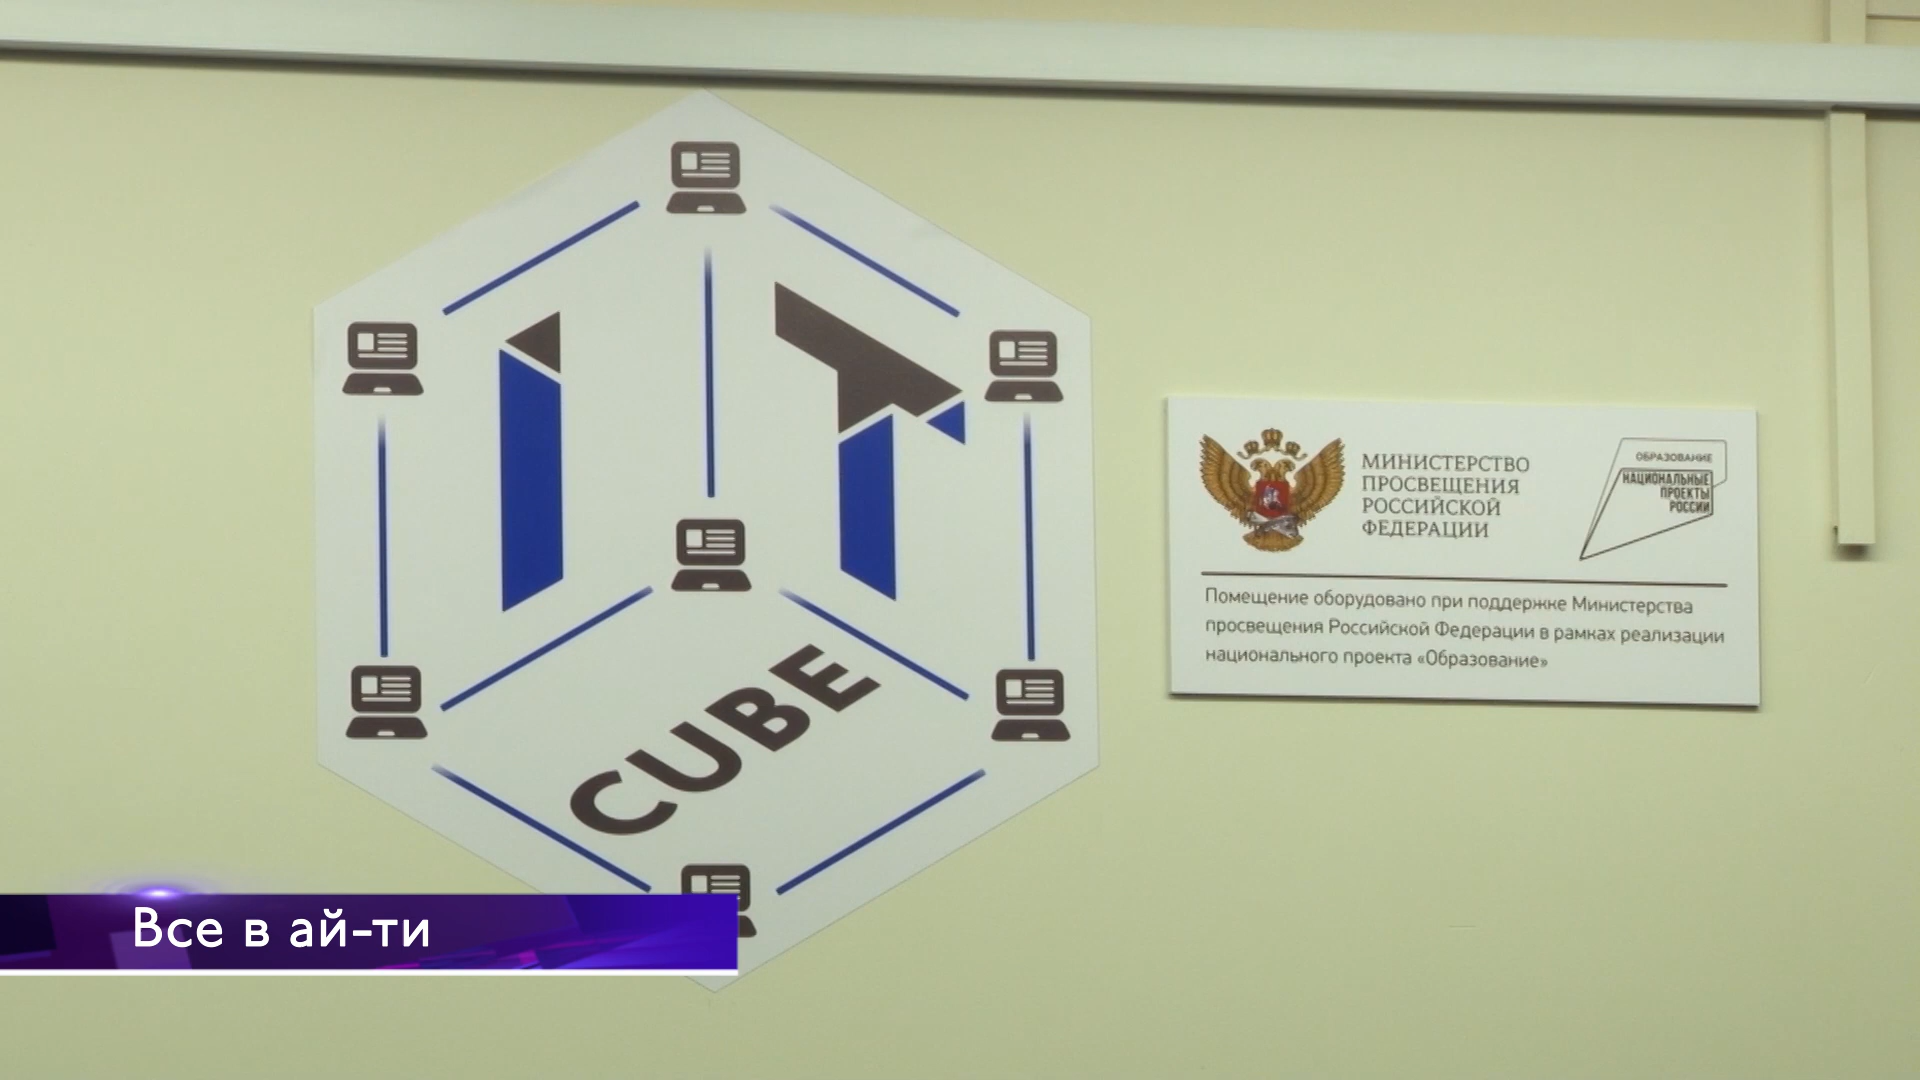 IT
CUBE
МИНИСТЕРСТВО
ПРОСВЕЩЕНИЯ
РОССИЙСКОЙ
ФЕДЕРАЦИИ
ОБРАЗОВАНИЕ
НАЦИОНАЛЬНЫЕ
ПРОЕКТЫ
РОССИИ
Помещение оборудовано при поддержке Министерства
просвещения Российской Федерации в рамках реализации
национального проекта «Образование»
Все в ай-ти